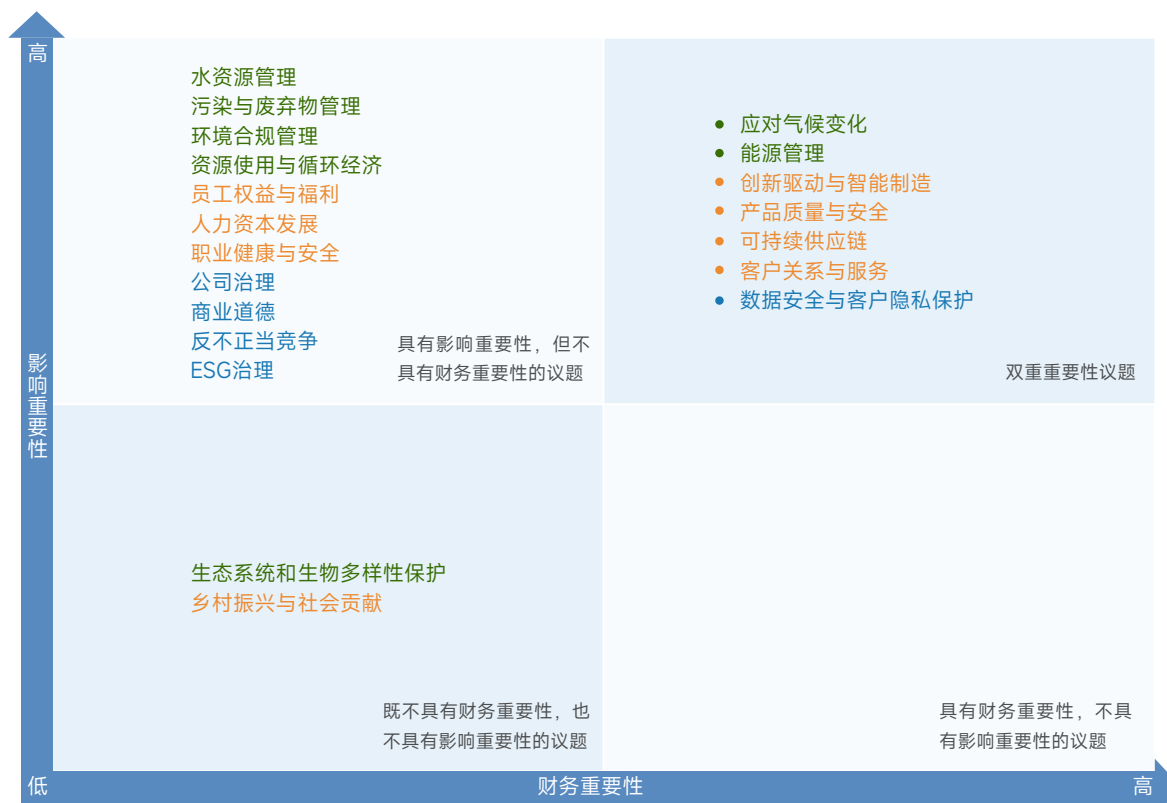 高
水资源管理
污染与废弃物管理
环境合规管理
资源使用与循环经济
员工权益与福利
人力资本发展
职业健康与安全
公司治理
商业道德
反不正当竞争
ESG治理
具有影响重要性，但不
具有财务重要性的议题
• 应对气候变化
• 能源管理
• 创新驱动与智能制造
• 产品质量与安全
• 可持续供应链
• 客户关系与服务
• 数据安全与客户隐私保护
双重重要性议题
影响重要性
生态系统和生物多样性保护
乡村振兴与社会贡献
既不具有财务重要性，也
不具有影响重要性的议题
具有财务重要性，不具
有影响重要性的议题
低
财务重要性
高